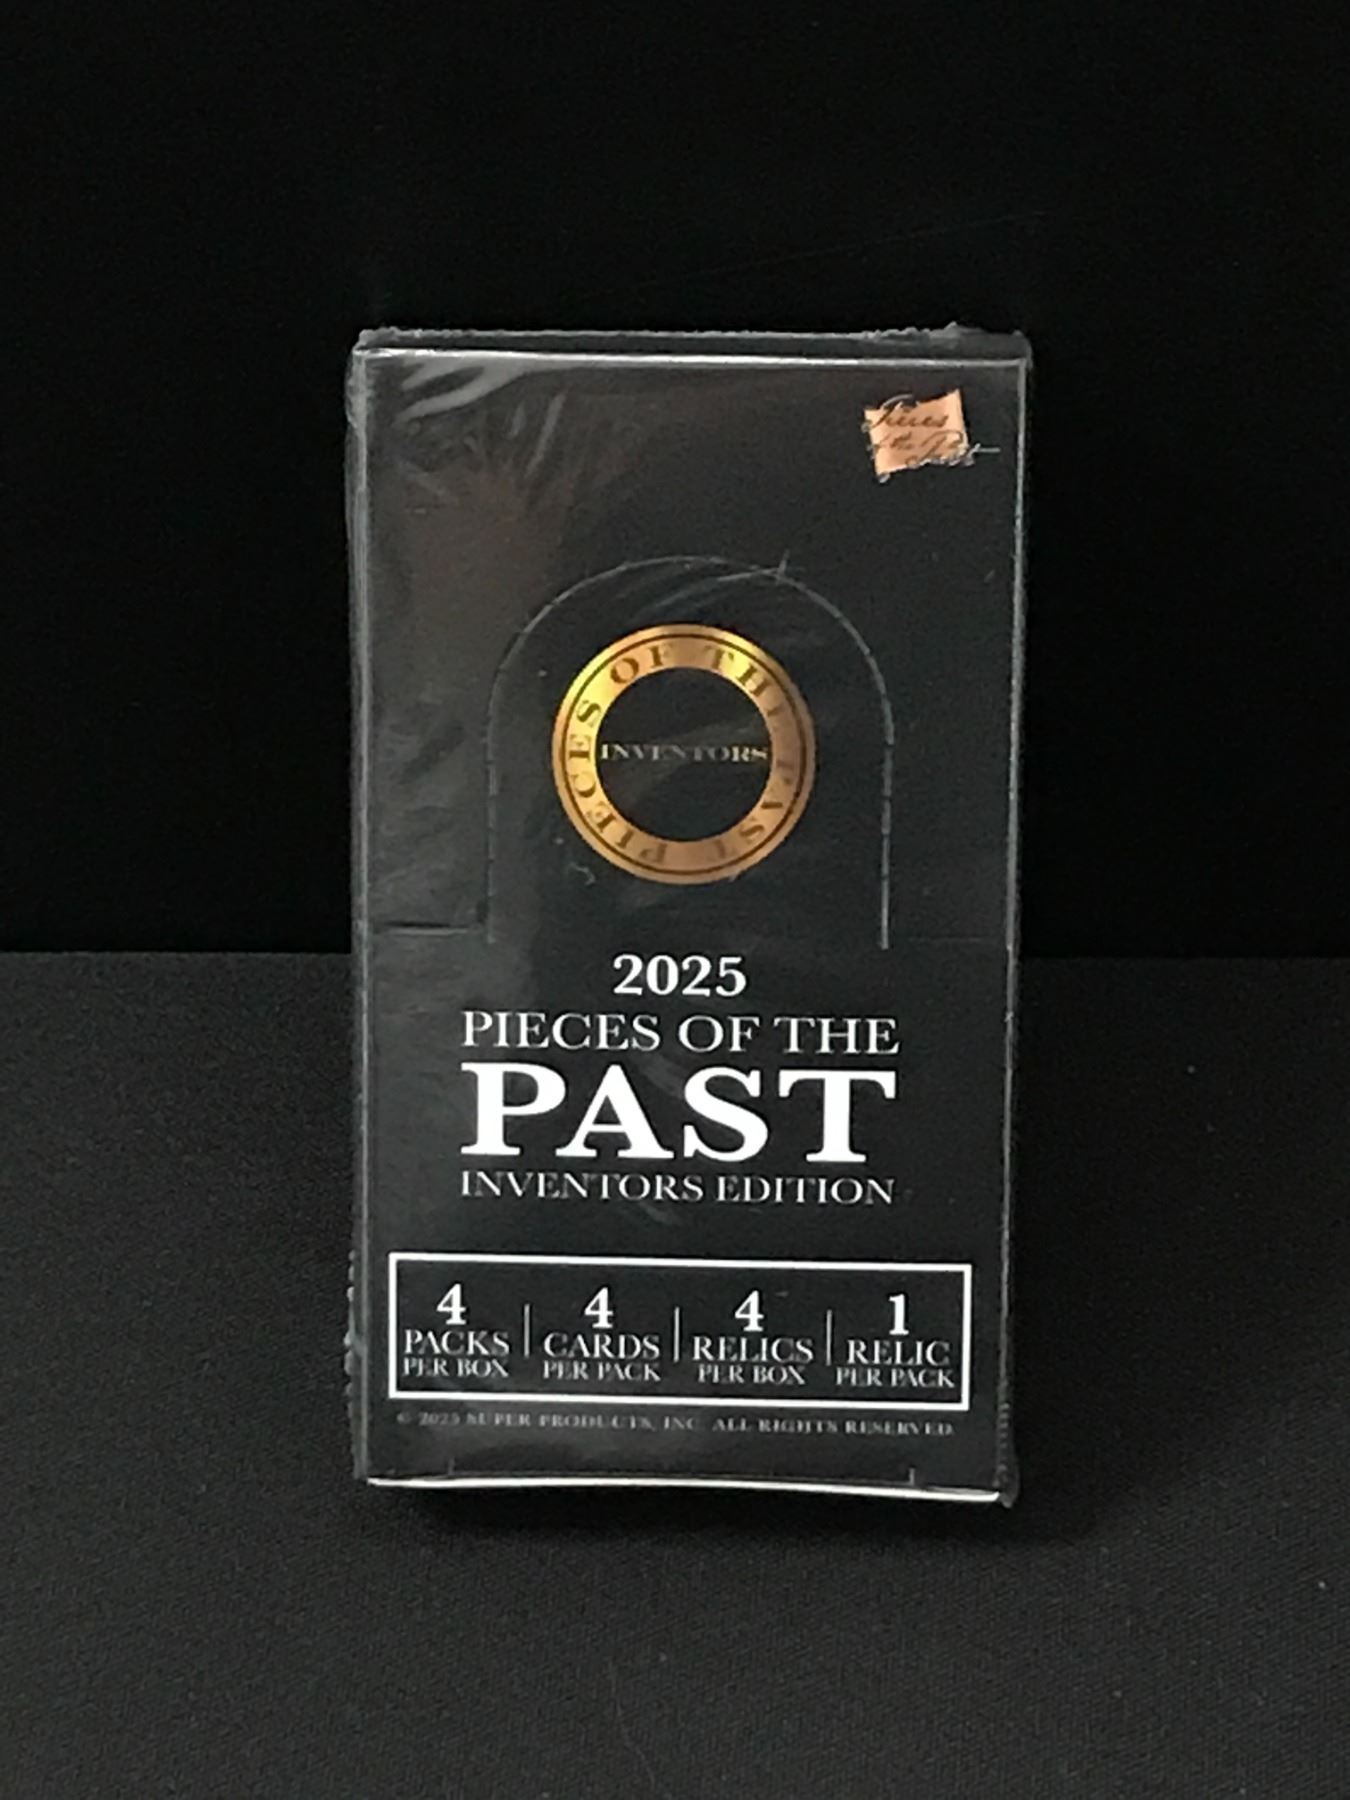 Pieces
of the Past
PIECES OF THE PAST
INVENTORS
2025
PIECES OF THE
PAST
INVENTORS EDITION
4
PACKS
PER BOX
4
CARDS
PER PACK
4
RELICS
PER BOX
1
RELIC
PER PACK
© 2025 SUPER PRODUCTS, INC. ALL RIGHTS RESERVED.